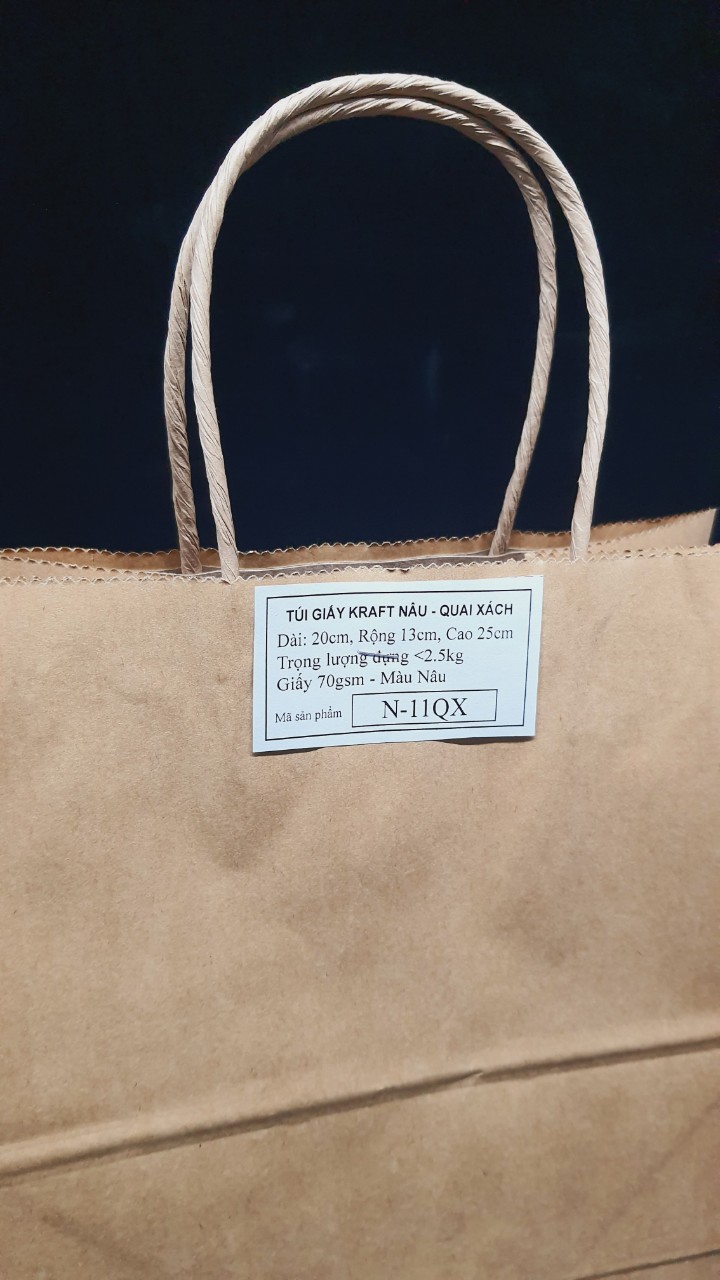 TÚI GIẤY KRAFT NÂU - QUAI XÁCH
Dài: 20cm, Rộng 13cm, Cao 25cm
Trọng lượng đựng <2.5kg
Giấy 70gsm - Màu Nâu
Mã sản phẩm N-11QX